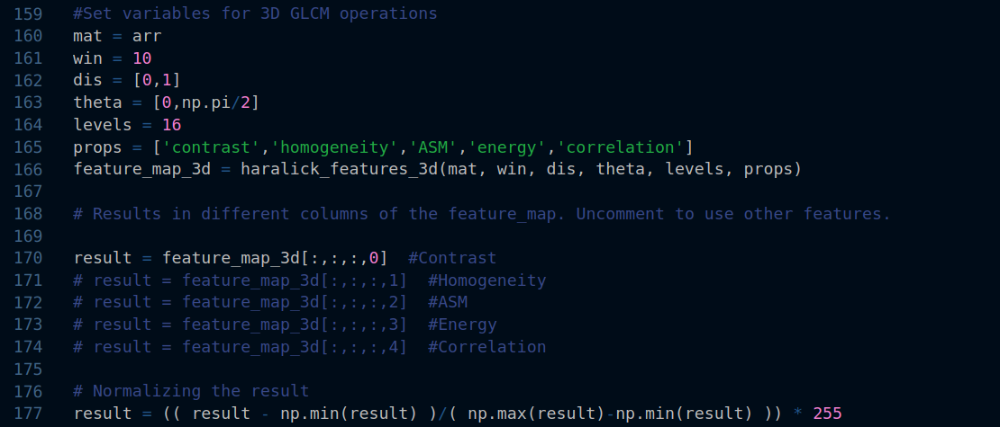 159 #Set variables for 3D GLCM operations
160 mat = arr
161 win = 10
162 dis = [0,1]
163 theta = [0,np.pi/2]
164 levels = 16
165 props = ['contrast','homogeneity','ASM','energy','correlation']
166 feature_map_3d = haralick_features_3d(mat, win, dis, theta, levels, props)
167
168 # Results in different columns of the feature_map. Uncomment to use other features.
169
170 result = feature_map_3d[:,:,:,0]  #Contrast
171 # result = feature_map_3d[:,:,:,1]  #Homogeneity
172 # result = feature_map_3d[:,:,:,2]  #ASM
173 # result = feature_map_3d[:,:,:,3]  #Energy
174 # result = feature_map_3d[:,:,:,4]  #Correlation
175
176 # Normalizing the result
177 result = (( result - np.min(result) )/( np.max(result)-np.min(result) )) * 255